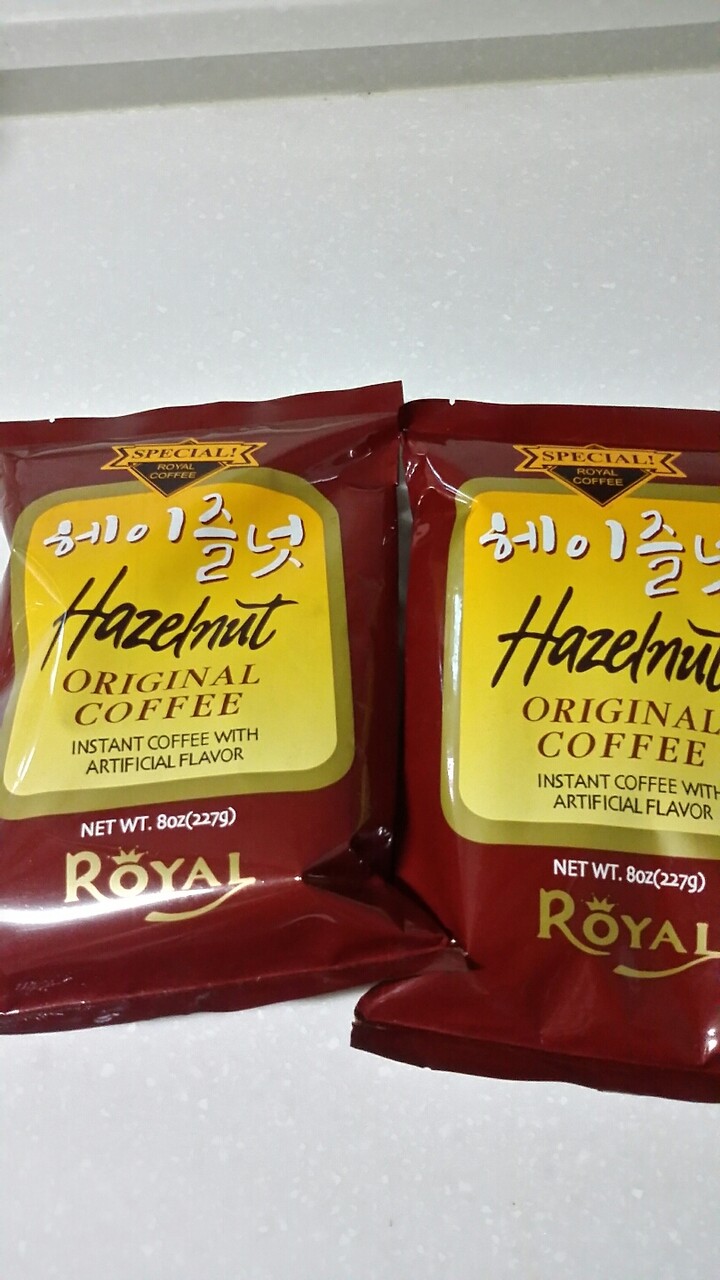 SPECIAL!
ROYAL
COFFEE
헤이즐넛
Hazelnut
ORIGINAL
COFFEE
INSTANT COFFEE WITH
ARTIFICIAL FLAVOR
NET WT. 8oz(227g)
ROYAL
SPECIAL!
ROYAL
COFFEE
헤이즐넛
Hazelnut
ORIGINAL
COFFEE
INSTANT COFFEE WITH
ARTIFICIAL FLAVOR
NET WT. 8oz(227g)
ROYAL